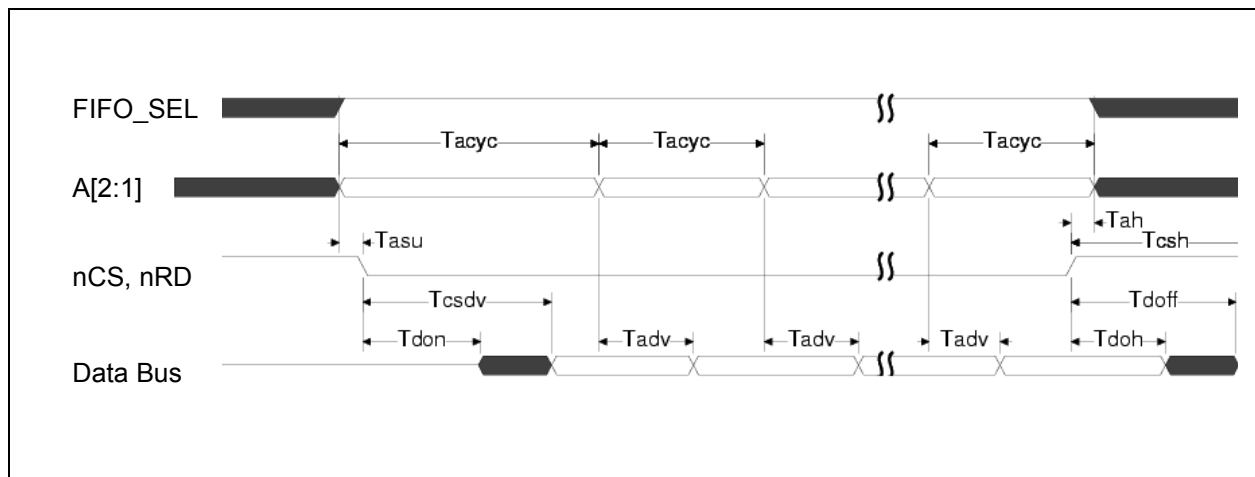 FIFO_SEL
Tacyc Tacyc Tacyc
A[2:1]
Tah
Tasu Tcsh
nCS, nRD
Tcsdv Tdoff
Tdon Tadv Tadv Tadv Tdoh
Data Bus